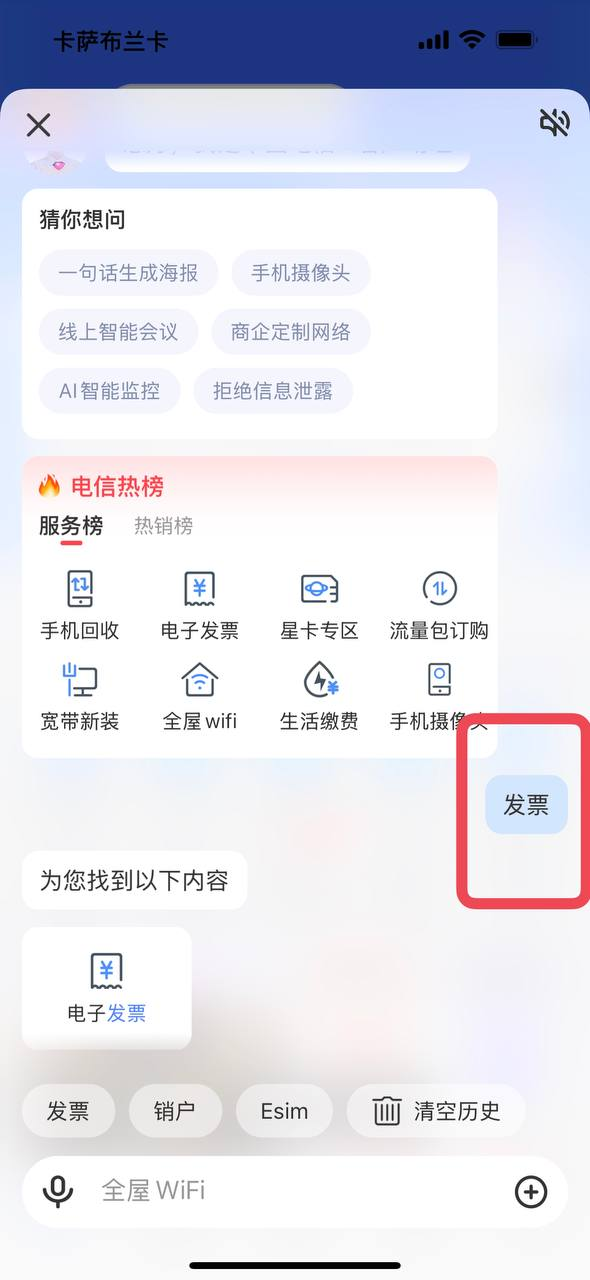 卡萨布兰卡
猜你想问
一句话生成海报 手机摄像头
线上智能会议 商企定制网络
AI智能监控 拒绝信息泄露
电信热榜
服务榜 热销榜
手机回收 电子发票 星卡专区 流量包订购
宽带新装 全屋wifi 生活缴费 手机摄像头
发票
为您找到以下内容
电子发票
发票 销户 Esim 清空历史
全屋 WiFi